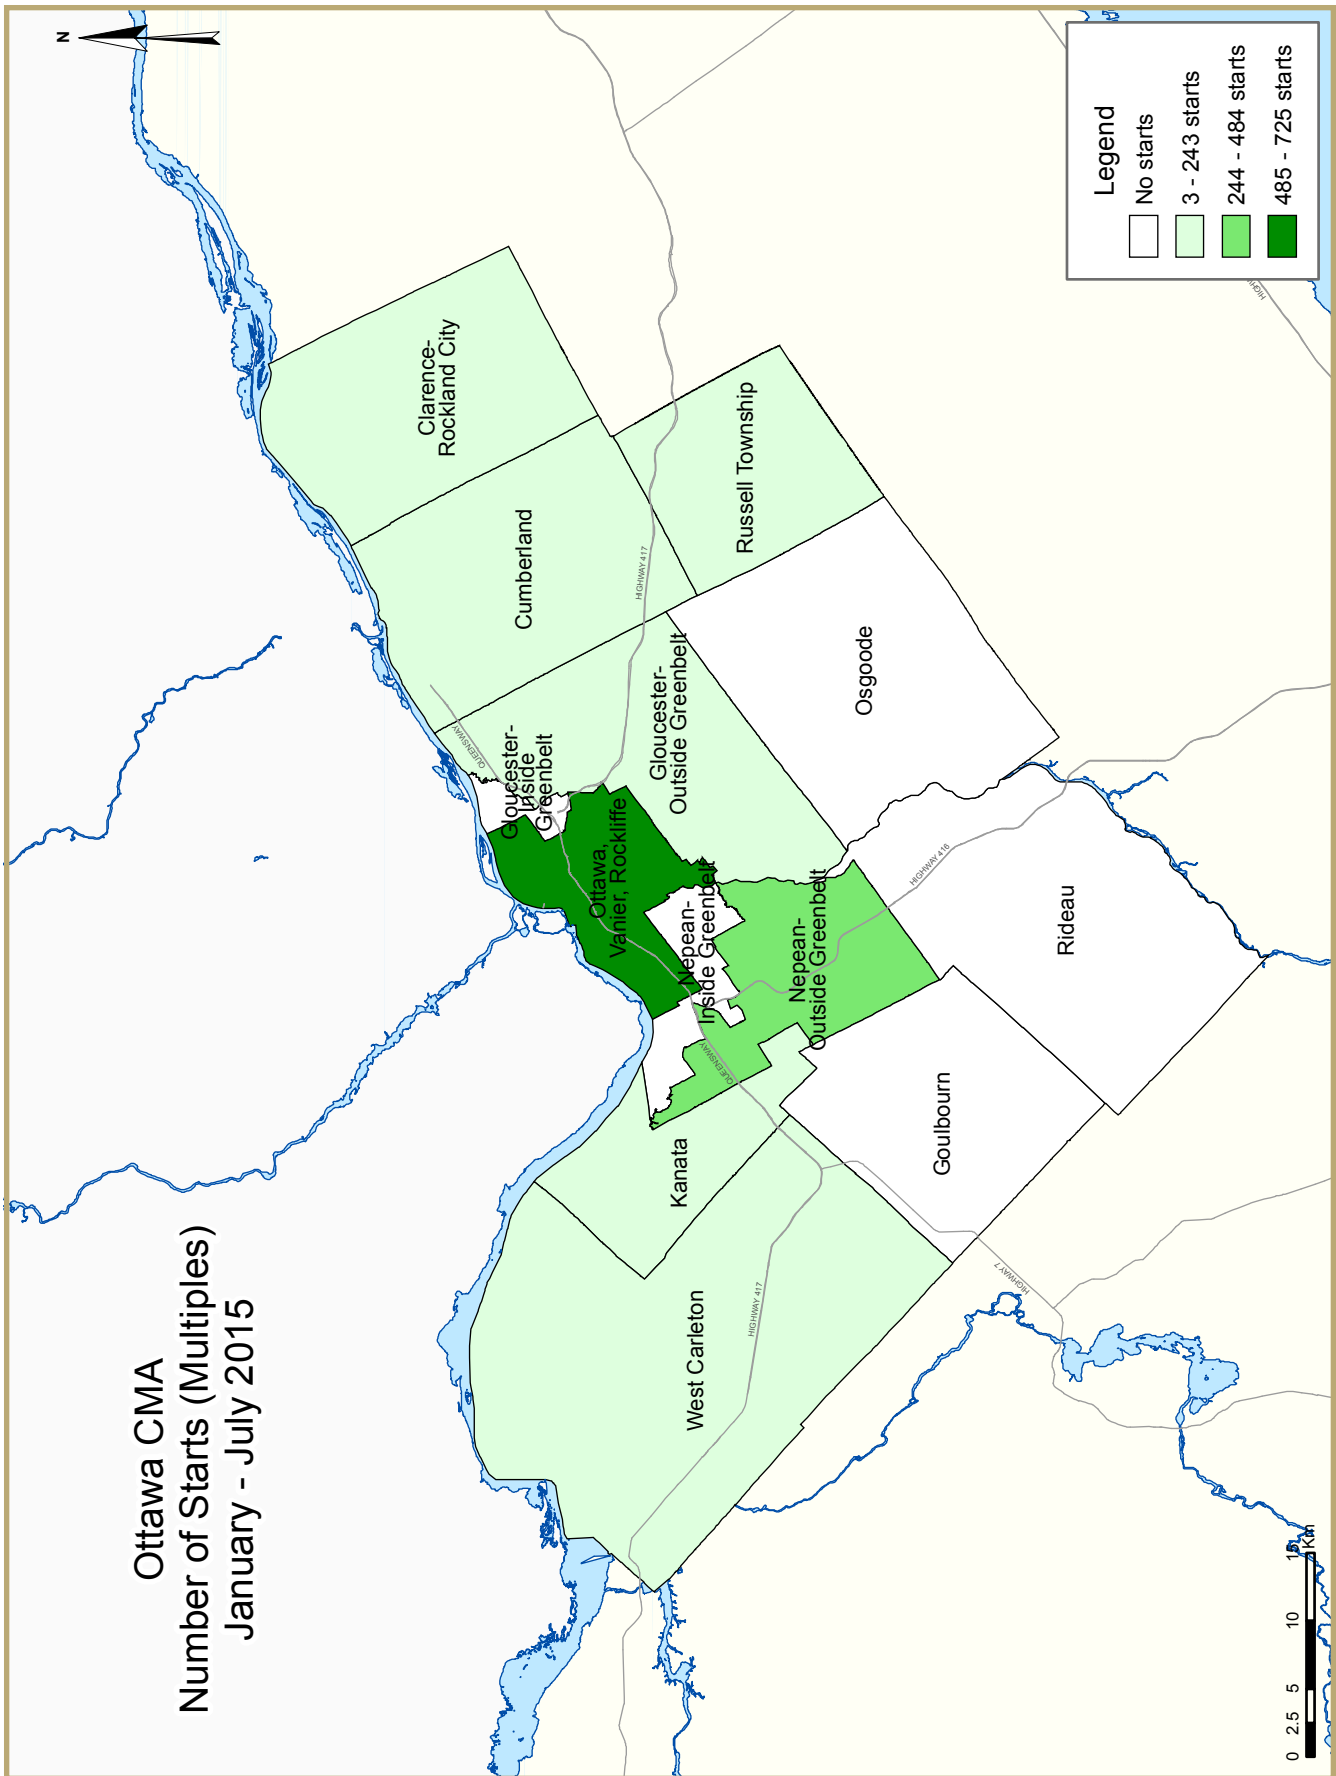 Ottawa CMA
Number of Starts (Multiples)
January - July 2015
N
Clarence-
Rockland City
Cumberland
Russell Township
HIGHWAY 417
QUEENSWAY
Gloucester-
Inside
Greenbelt
Gloucester-
Outside Greenbelt
Osgoode
Ottawa,
Vanier, Rockliffe
Nepean-
Inside Greenbelt
Nepean-
Outside Greenbelt
HIGHWAY 416
Rideau
QUEENSWAY
Kanata
Goulbourn
West Carleton
HIGHWAY 417
HIGHWAY 7
Legend
No starts
3 - 243 starts
244 - 484 starts
485 - 725 starts
0 2.5 5 10 15
Km